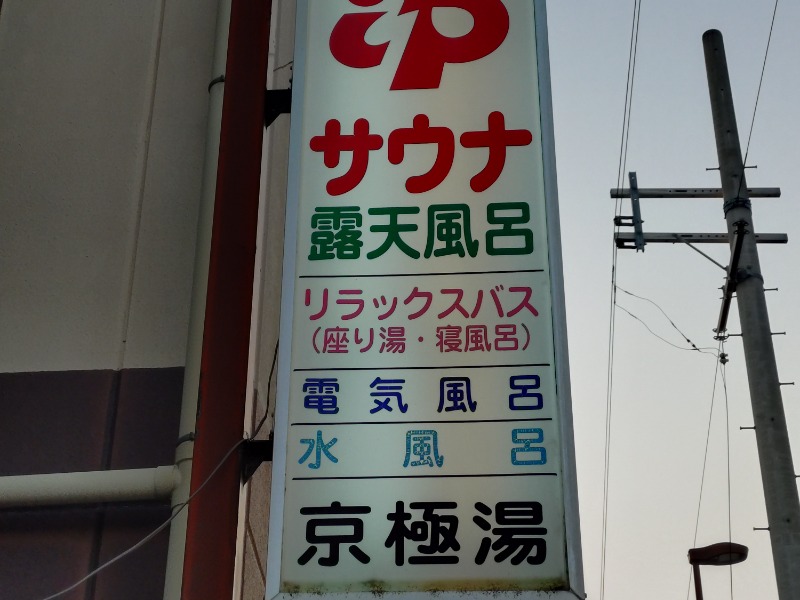 サウナ
露天風呂
リラックスバス
（座り湯・寝風呂）
電気風呂
水風呂
京極湯